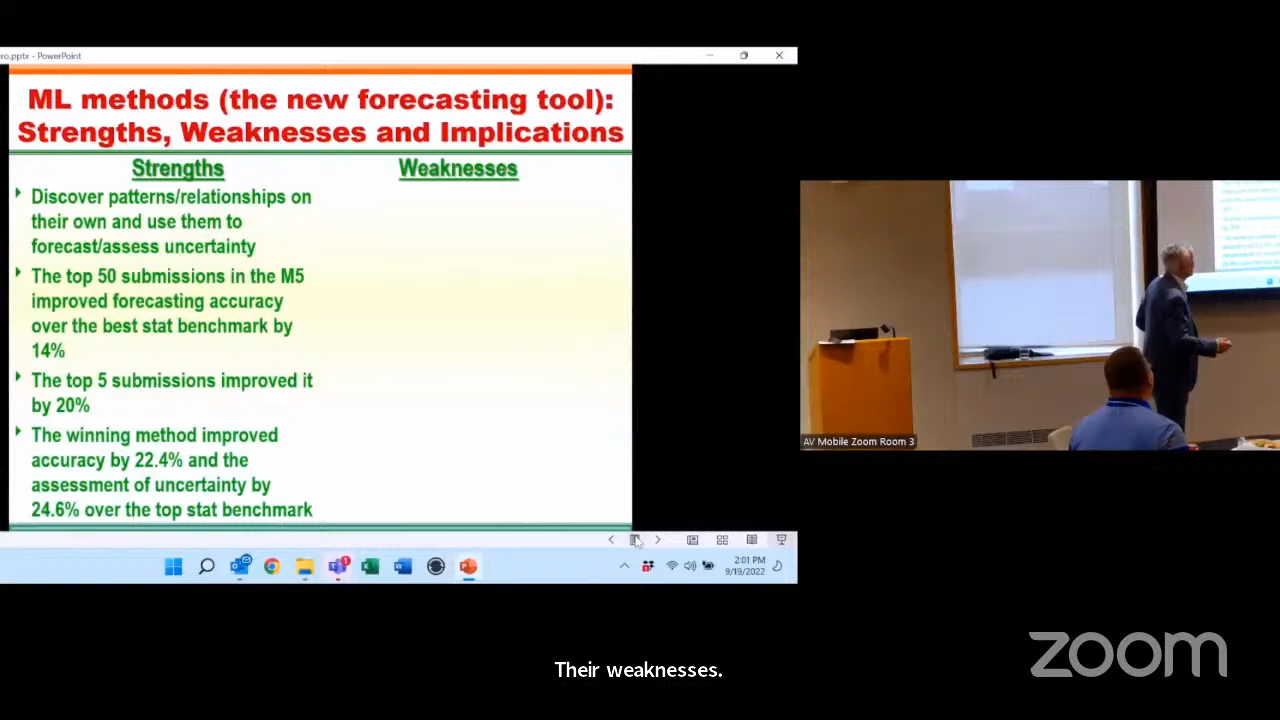 ro.pptx - PowerPoint
ML methods (the new forecasting tool):
Strengths, Weaknesses and Implications
Strengths
Discover patterns/relationships on
their own and use them to
forecast/assess uncertainty
The top 50 submissions in the M5
improved forecasting accuracy
over the best stat benchmark by
14%
The top 5 submissions improved it
by 20%
The winning method improved
accuracy by 22.4% and the
assessment of uncertainty by
24.6% over the top stat benchmark
Weaknesses
2:01 PM
9/19/2022
AV Mobile Zoom Room 3
Their weaknesses.
zoom